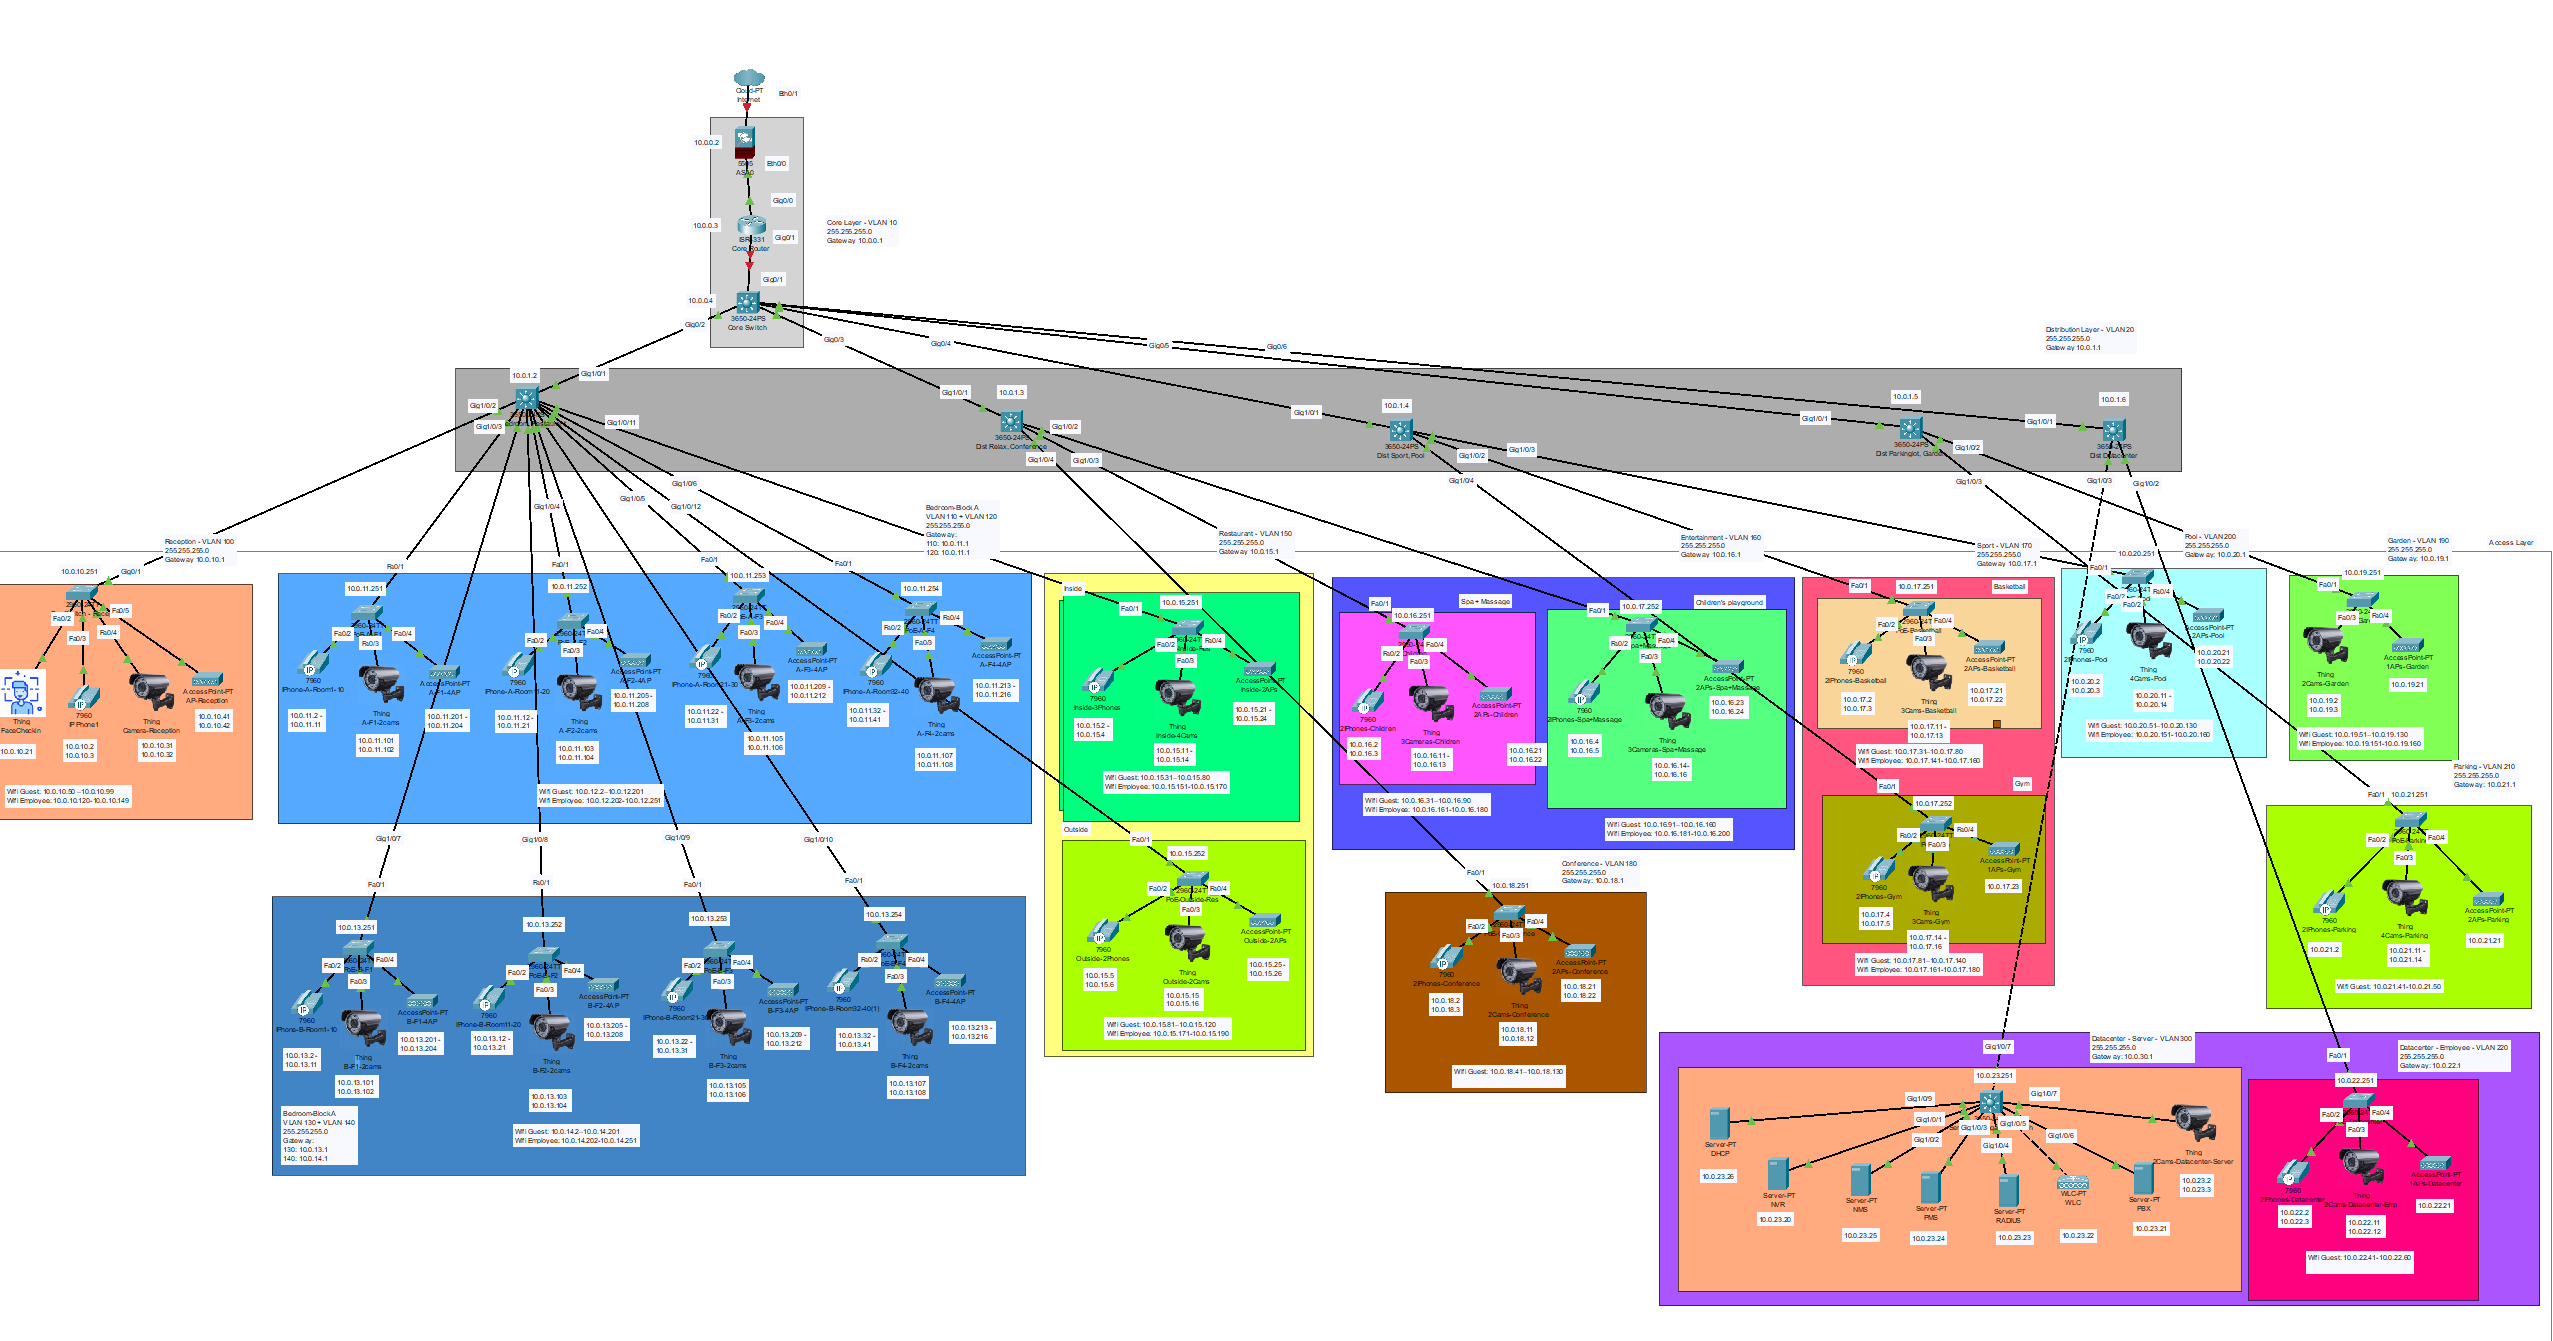 Cloud-PT
Internet
Eth0/1
10.0.0.2
5505
ASA0
Eth0/0
Gig0/0
10.0.0.3
ISR4331
Core Router
Gig0/1
Core Layer - VLAN 10
255.255.255.0
Gateway 10.0.0.1
Gig0/1
10.0.0.4
3650-24PS
Core Switch
Gig0/2
Gig0/3
Gig0/4
Gig0/5
Gig0/6
Distribution Layer - VLAN 20
255.255.255.0
Gateway 10.0.1.1
10.0.1.2
Gig1/0/1
Gig1/0/2
Gig1/0/3
Gig1/0/11
10.0.1.3
Gig1/0/1
3650-24PS
Dist Relax, Conference
Gig1/0/2
Gig1/0/4
Gig1/0/3
10.0.1.4
Gig1/0/1
3650-24PS
Dist Sport, Pool
Gig1/0/2
Gig1/0/3
Gig1/0/4
10.0.1.5
Gig1/0/1
3650-24PS
Dist Parkinglot, Garden
Gig1/0/2
Gig1/0/3
10.0.1.6
Gig1/0/1
3650-24PS
Dist Datacenter
Gig1/0/3
Gig1/0/2
Gig1/0/4
Gig1/0/5
Gig1/0/6
Gig1/0/12
Access Layer
Reception - VLAN 100
255.255.255.0
Gateway 10.0.10.1
10.0.10.251
Gig0/1
Fa0/2
Fa0/3
Fa0/4
Fa0/5
Thing
FaceCheckin
10.0.10.21
7960
IP Phone1
10.0.10.2
10.0.10.3
Thing
Camera-Reception
10.0.10.31
10.0.10.32
AccessPoint-PT
AP-Reception
10.0.10.41
10.0.10.42
Wifi Guest: 10.0.10.50 –10.0.10.99
Wifi Employee: 10.0.10.120–10.0.10.149
Bedroom-Block A
VLAN 110 + VLAN 120
255.255.255.0
Gateway:
110: 10.0.11.1
120: 10.0.11.1
Fa0/1
10.0.11.251
Fa0/2
Fa0/3
Fa0/4
7960
IPhone-A-Room1-10
10.0.11.2 -
10.0.11.11
Thing
A-F1-2cams
10.0.11.101
10.0.11.102
AccessPoint-PT
A-F1-4AP
10.0.11.201 -
10.0.11.204
Fa0/1
10.0.11.252
Fa0/2
Fa0/3
Fa0/4
7960
IPhone-A-Room11-20
10.0.11.12 -
10.0.11.21
Thing
A-F2-2cams
10.0.11.103
10.0.11.104
AccessPoint-PT
A-F2-4AP
10.0.11.205 -
10.0.11.208
Fa0/1
10.0.11.253
Fa0/2
Fa0/3
Fa0/4
7960
IPhone-A-Room21-30
10.0.11.22 -
10.0.11.31
Thing
A-F3-2cams
10.0.11.105
10.0.11.106
AccessPoint-PT
A-F3-4AP
10.0.11.209 -
10.0.11.212
Fa0/1
10.0.11.254
Fa0/2
Fa0/3
Fa0/4
7960
IPhone-A-Room32-40
10.0.11.32 -
10.0.11.41
Thing
A-F4-2cams
10.0.11.107
10.0.11.108
AccessPoint-PT
A-F4-4AP
10.0.11.213 -
10.0.11.216
Wifi Guest: 10.0.12.2–10.0.12.201
Wifi Employee: 10.0.12.202-10.0.12.251
Gig1/0/7
Gig1/0/8
Gig1/0/9
Gig1/0/10
Fa0/1
10.0.13.251
Fa0/2
Fa0/3
Fa0/4
7960
IPhone-B-Room1-10
10.0.13.2 -
10.0.13.11
Thing
B-F1-2cams
10.0.13.101
10.0.13.102
AccessPoint-PT
B-F1-4AP
10.0.13.201 -
10.0.13.204
Fa0/1
10.0.13.252
Fa0/2
Fa0/3
Fa0/4
7960
IPhone-B-Room11-20
10.0.13.12 -
10.0.13.21
Thing
B-F2-2cams
10.0.13.103
10.0.13.104
AccessPoint-PT
B-F2-4AP
10.0.13.205 -
10.0.13.208
Fa0/1
10.0.13.253
Fa0/2
Fa0/3
Fa0/4
7960
10.0.13.22 -
10.0.13.31
Thing
B-F3-2cams
10.0.13.105
10.0.13.106
AccessPoint-PT
B-F3-4AP
10.0.13.209 -
10.0.13.212
Fa0/1
10.0.13.254
Fa0/2
Fa0/3
Fa0/4
7960
IPhone-B-Room32-40(1)
10.0.13.32 -
10.0.13.41
Thing
B-F4-2cams
10.0.13.107
10.0.13.108
AccessPoint-PT
B-F4-4AP
10.0.13.213 -
10.0.13.216
Bedroom-Block A
VLAN 130 + VLAN 140
255.255.255.0
Gateway:
130: 10.0.13.1
140: 10.0.14.1
Wifi Guest: 10.0.14.2–10.0.14.201
Wifi Employee: 10.0.14.202-10.0.14.251
Restaurant - VLAN 150
255.255.255.0
Gateway 10.0.15.1
Inside
Fa0/1
10.0.15.251
Fa0/2
Fa0/3
Fa0/4
7960
Inside-3Phones
10.0.15.2 -
10.0.15.4
Thing
Inside-4Cams
10.0.15.11 -
10.0.15.14
AccessPoint-PT
Inside-2APs
10.0.15.21 -
10.0.15.24
Wifi Guest: 10.0.15.31–10.0.15.80
Wifi Employee: 10.0.15.151–10.0.15.170
Outside
Fa0/1
10.0.15.252
Fa0/2
Fa0/3
Fa0/4
PoE-Outside-Res
7960
Outside-2Phones
10.0.15.5
10.0.15.6
Thing
Outside-2Cams
10.0.15.15
10.0.15.16
AccessPoint-PT
Outside-2APs
10.0.15.25 -
10.0.15.26
Wifi Guest: 10.0.15.81–10.0.15.120
Wifi Employee: 10.0.15.171–10.0.15.190
Entertainment - VLAN 160
255.255.255.0
Gateway 10.0.16.1
Spa + Massage
Fa0/1
10.0.16.251
Fa0/2
Fa0/3
Fa0/4
7960
2IPhones-Children
10.0.16.2
10.0.16.3
Thing
3Cameras-Children
10.0.16.11 -
10.0.16.13
AccessPoint-PT
2APs-Children
10.0.16.21
10.0.16.22
Wifi Guest: 10.0.16.31–10.0.16.90
Wifi Employee: 10.0.16.161–10.0.16.180
Children's playground
Fa0/1
10.0.17.252
Fa0/2
Fa0/3
Fa0/4
7960
2IPhones-Spa+Massage
10.0.16.4
10.0.16.5
Thing
3Cameras-Spa+Massage
10.0.16.14-
10.0.16.16
AccessPoint-PT
2APs-Spa+Massage
10.0.16.23
10.0.16.24
Wifi Guest: 10.0.16.91–10.0.16.160
Wifi Employee: 10.0.16.181–10.0.16.200
Conference - VLAN 180
255.255.255.0
Gateway: 10.0.18.1
Fa0/1
10.0.18.251
Fa0/2
Fa0/3
Fa0/4
7960
2IPhones-Conference
10.0.18.2
10.0.18.3
Thing
2Cams-Conference
10.0.18.11
10.0.18.12
AccessPoint-PT
2APs-Conference
10.0.18.21
10.0.18.22
Wifi Guest: 10.0.18.41–10.0.18.130
Sport - VLAN 170
255.255.255.0
Gateway 10.0.17.1
Fa0/1
10.0.17.251
Basketball
Fa0/2
Fa0/3
Fa0/4
7960
2IPhones-Basketball
10.0.17.2
10.0.17.3
Thing
3Cams-Basketball
10.0.17.11 -
10.0.17.13
AccessPoint-PT
2APs-Basketball
10.0.17.21
10.0.17.22
Wifi Guest: 10.0.17.31–10.0.17.80
Wifi Employee: 10.0.17.141–10.0.17.160
Gym
Fa0/1
10.0.17.252
Fa0/2
Fa0/3
Fa0/4
7960
2IPhones-Gym
10.0.17.4
10.0.17.5
Thing
3Cams-Gym
10.0.17.14 -
10.0.17.16
AccessPoint-PT
1APs-Gym
10.0.17.23
Wifi Guest: 10.0.17.81–10.0.17.140
Wifi Employee: 10.0.17.161–10.0.17.180
Pool - VLAN 200
255.255.255.0
Gateway: 10.0.20.1
10.0.20.251
Fa0/1
Fa0/2
Fa0/2
Fa0/4
7960
2IPhones-Pool
10.0.20.2
10.0.20.3
Thing
4Cams-Pool
10.0.20.11 -
10.0.20.14
AccessPoint-PT
2APs-Pool
10.0.20.21
10.0.20.22
Wifi Guest: 10.0.20.51–10.0.20.130
Wifi Employee: 10.0.20.151–10.0.20.160
Garden - VLAN 190
255.255.255.0
Gateway: 10.0.19.1
10.0.19.251
Fa0/1
Fa0/3
Fa0/4
Thing
2Cams-Garden
10.0.19.2
10.0.19.3
AccessPoint-PT
1APs-Garden
10.0.19.21
Wifi Guest: 10.0.19.51–10.0.19.130
Wifi Employee: 10.0.19.151–10.0.19.160
Parking - VLAN 210
255.255.255.0
Gateway: 10.0.21.1
Fa0/1
10.0.21.251
Fa0/2
Fa0/3
Fa0/4
7960
2IPhones-Parking
10.0.21.2
Thing
4Cams-Parking
10.0.21.11 -
10.0.21.14
AccessPoint-PT
2APs-Parking
10.0.21.21
Wifi Guest: 10.0.21.41-10.0.21.50
Datacenter - Server - VLAN 300
255.255.255.0
Gateway: 10.0.30.1
Gig1/0/7
10.0.23.251
Gig1/0/9
Gig1/0/1
Gig1/0/2
Gig1/0/3
Gig1/0/4
Gig1/0/5
Gig1/0/6
Gig1/0/7
Server-PT
DHCP
10.0.23.26
Server-PT
NVR
10.0.23.20
Server-PT
NMS
10.0.23.25
Server-PT
PMS
10.0.23.24
Server-PT
RADIUS
10.0.23.23
WLC-PT
WLC
10.0.23.22
Server-PT
PBX
10.0.23.21
Thing
2Cams-Datacenter-Server
10.0.23.2
10.0.23.3
Datacenter - Employee - VLAN 220
255.255.255.0
Gateway: 10.0.22.1
Fa0/1
10.0.22.251
Fa0/2
Fa0/3
Fa0/4
7960
2IPhones-Datacenter
10.0.22.2
10.0.22.3
Thing
2Cams-Datacenter-Emp
10.0.22.11
10.0.22.12
AccessPoint-PT
1APs-Datacenter
10.0.22.21
Wifi Guest: 10.0.22.41-10.0.22.60